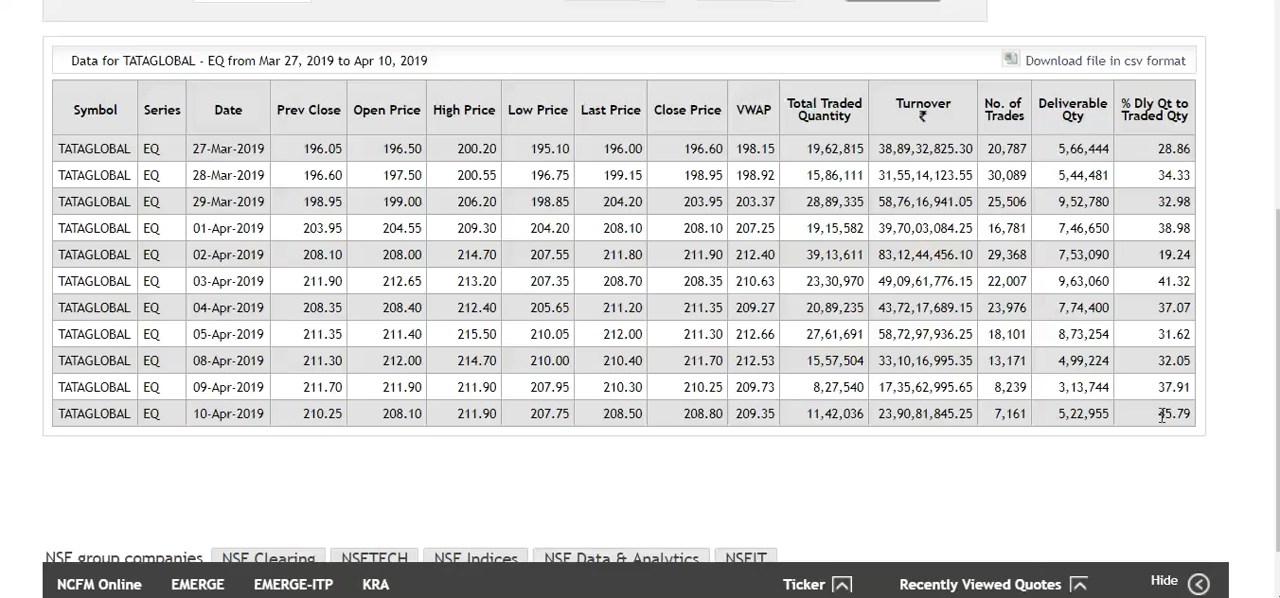 Data for TATAGLOBAL - EQ from Mar 27, 2019 to Apr 10, 2019 Download file in csv format
Symbol Series Date Prev Close Open Price High Price Low Price Last Price Close Price VWAP Total Traded Quantity Turnover ₹ No. of Trades Deliverable Qty % Dly Qt to Traded Qty
TATAGLOBAL EQ 27-Mar-2019 196.05 196.50 200.20 195.10 196.00 196.60 198.15 19,62,815 38,89,32,825.30 20,787 5,66,444 28.86
TATAGLOBAL EQ 28-Mar-2019 196.60 197.50 200.55 196.75 199.15 198.95 198.92 15,86,111 31,55,14,123.55 30,089 5,44,481 34.33
TATAGLOBAL EQ 29-Mar-2019 198.95 199.00 206.20 198.85 204.20 203.95 203.37 28,89,335 58,76,16,941.05 25,506 9,52,780 32.98
TATAGLOBAL EQ 01-Apr-2019 203.95 204.55 209.30 204.20 208.10 208.10 207.25 19,15,582 39,70,03,084.25 16,781 7,46,650 38.98
TATAGLOBAL EQ 02-Apr-2019 208.10 208.00 214.70 207.55 211.80 211.90 212.40 39,13,611 83,12,44,456.10 29,368 7,53,090 19.24
TATAGLOBAL EQ 03-Apr-2019 211.90 212.65 213.20 207.35 208.70 208.35 210.63 23,30,970 49,09,61,776.15 22,007 9,63,060 41.32
TATAGLOBAL EQ 04-Apr-2019 208.35 208.40 212.40 205.65 211.20 211.35 209.27 20,89,235 43,72,17,689.15 23,976 7,74,400 37.07
TATAGLOBAL EQ 05-Apr-2019 211.35 211.40 215.50 210.05 212.00 211.30 212.66 27,61,691 58,72,97,936.25 18,101 8,73,254 31.62
TATAGLOBAL EQ 08-Apr-2019 211.30 212.00 214.70 210.00 210.40 211.70 212.53 15,57,504 33,10,16,995.35 13,171 4,99,224 32.05
TATAGLOBAL EQ 09-Apr-2019 211.70 211.90 211.90 207.95 210.30 210.25 209.73 8,27,540 17,35,62,995.65 8,239 3,13,744 37.91
TATAGLOBAL EQ 10-Apr-2019 210.25 208.10 211.90 207.75 208.50 208.80 209.35 11,42,036 23,90,81,845.25 7,161 5,22,955 45.79
NSE group companies NSE Clearing NSETECH NSE Indices NSE Data & Analytics NSEIT
NCFM Online EMERGE EMERGE-ITP KRA Ticker Recently Viewed Quotes Hide